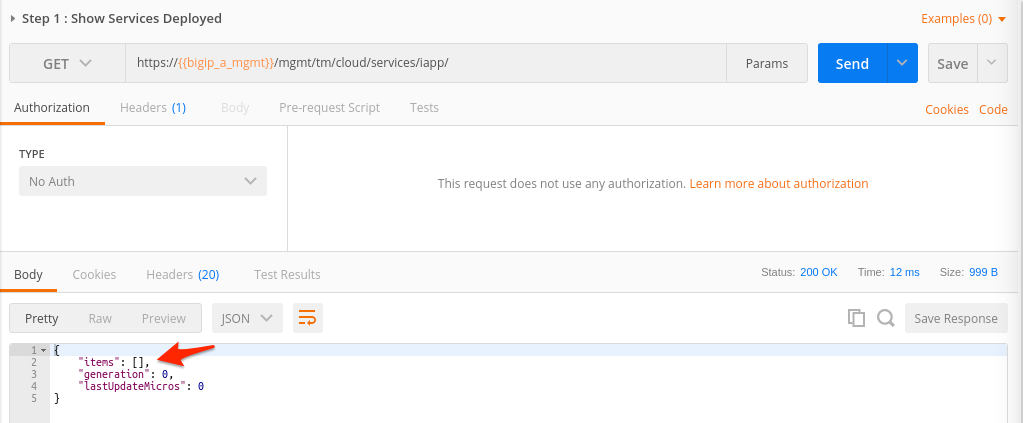 Step 1 : Show Services Deployed
Examples (0)
GET
https://{{bigip_a_mgmt}}/mgmt/tm/cloud/services/iapp/
Params
Send
Save
Authorization
Headers (1)
Body
Pre-request Script
Tests
Cookies
Code
TYPE
No Auth
This request does not use any authorization. Learn more about authorization
Body
Cookies
Headers (20)
Test Results
Status: 200 OK
Time: 12 ms
Size: 999 B
Pretty
Raw
Preview
JSON
Save Response
1 {
2 "items": [],
3 "generation": 0,
4 "lastUpdateMicros": 0
5 }